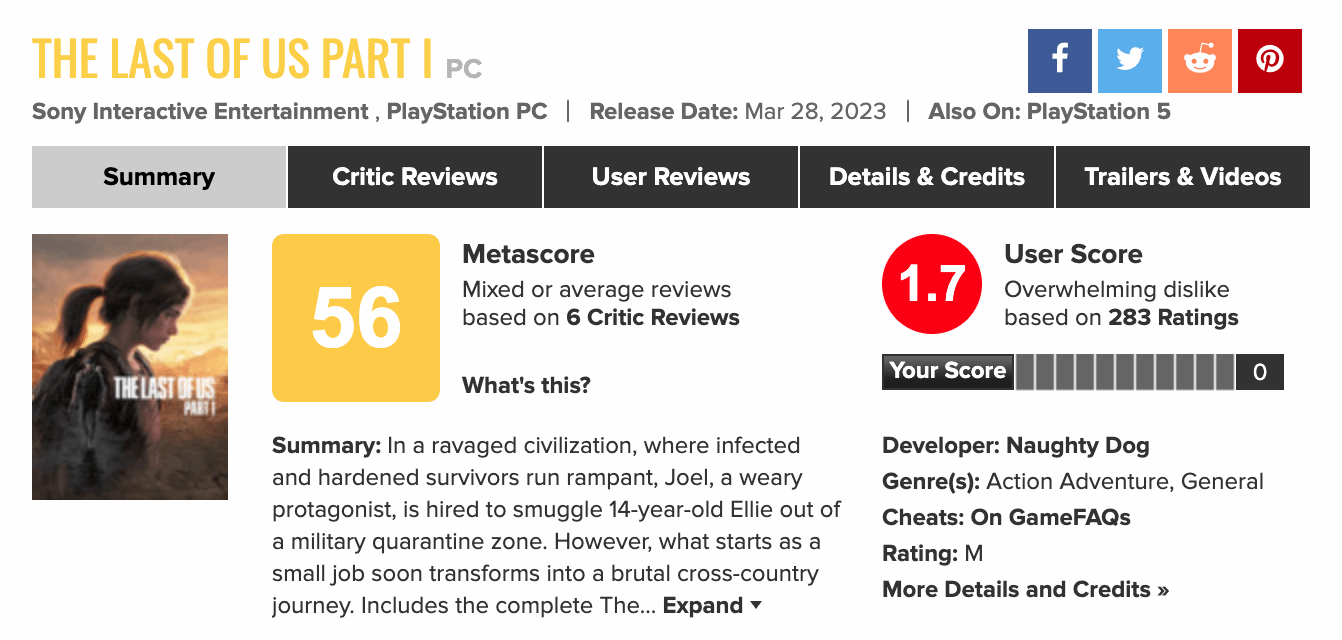 THE LAST OF US PART I PC
Sony Interactive Entertainment , PlayStation PC | Release Date: Mar 28, 2023 | Also On: PlayStation 5
Summary Critic Reviews User Reviews Details & Credits Trailers & Videos
THE LAST OF US
PART I
56
Metascore
Mixed or average reviews
based on 6 Critic Reviews
What's this?
Summary: In a ravaged civilization, where infected
and hardened survivors run rampant, Joel, a weary
protagonist, is hired to smuggle 14-year-old Ellie out of
a military quarantine zone. However, what starts as a
small job soon transforms into a brutal cross-country
journey. Includes the complete The... Expand
1.7
User Score
Overwhelming dislike
based on 283 Ratings
Your Score 0
Developer: Naughty Dog
Genre(s): Action Adventure, General
Cheats: On GameFAQs
Rating: M
More Details and Credits »